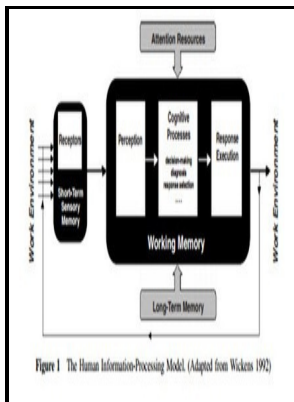 Attention Resources
Work Environment
Receptors
Short-Term
Sensory
Memory
Perception
Cognitive
Processes
decision-making
diagnosis
response selection
....
Response
Execution
Working Memory
Work Environment
Long-Term Memory
Figure 1 The Human Information-Processing Model. (Adapted from Wickens 1992)